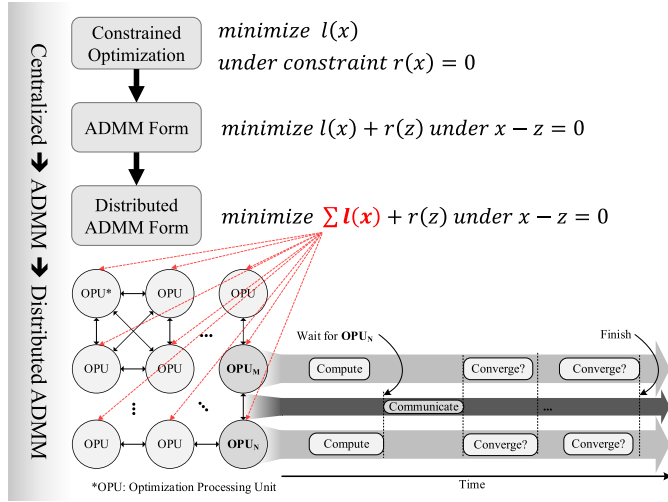 Centralized ➔ ADMM ➔ Distributed ADMM
Constrained
Optimization
minimize l(x)
under constraint r(x) = 0
ADMM Form
minimize l(x) + r(z) under x − z = 0
Distributed
ADMM Form
minimize ∑ l(x) + r(z) under x − z = 0
OPU*
OPU
OPU
...
Wait for OPU_N
Finish
OPU
OPU
OPU_M
Compute
Converge?
Converge?
...
...
Communicate
...
OPU
OPU
OPU_N
Compute
Converge?
Converge?
*OPU: Optimization Processing Unit
Time